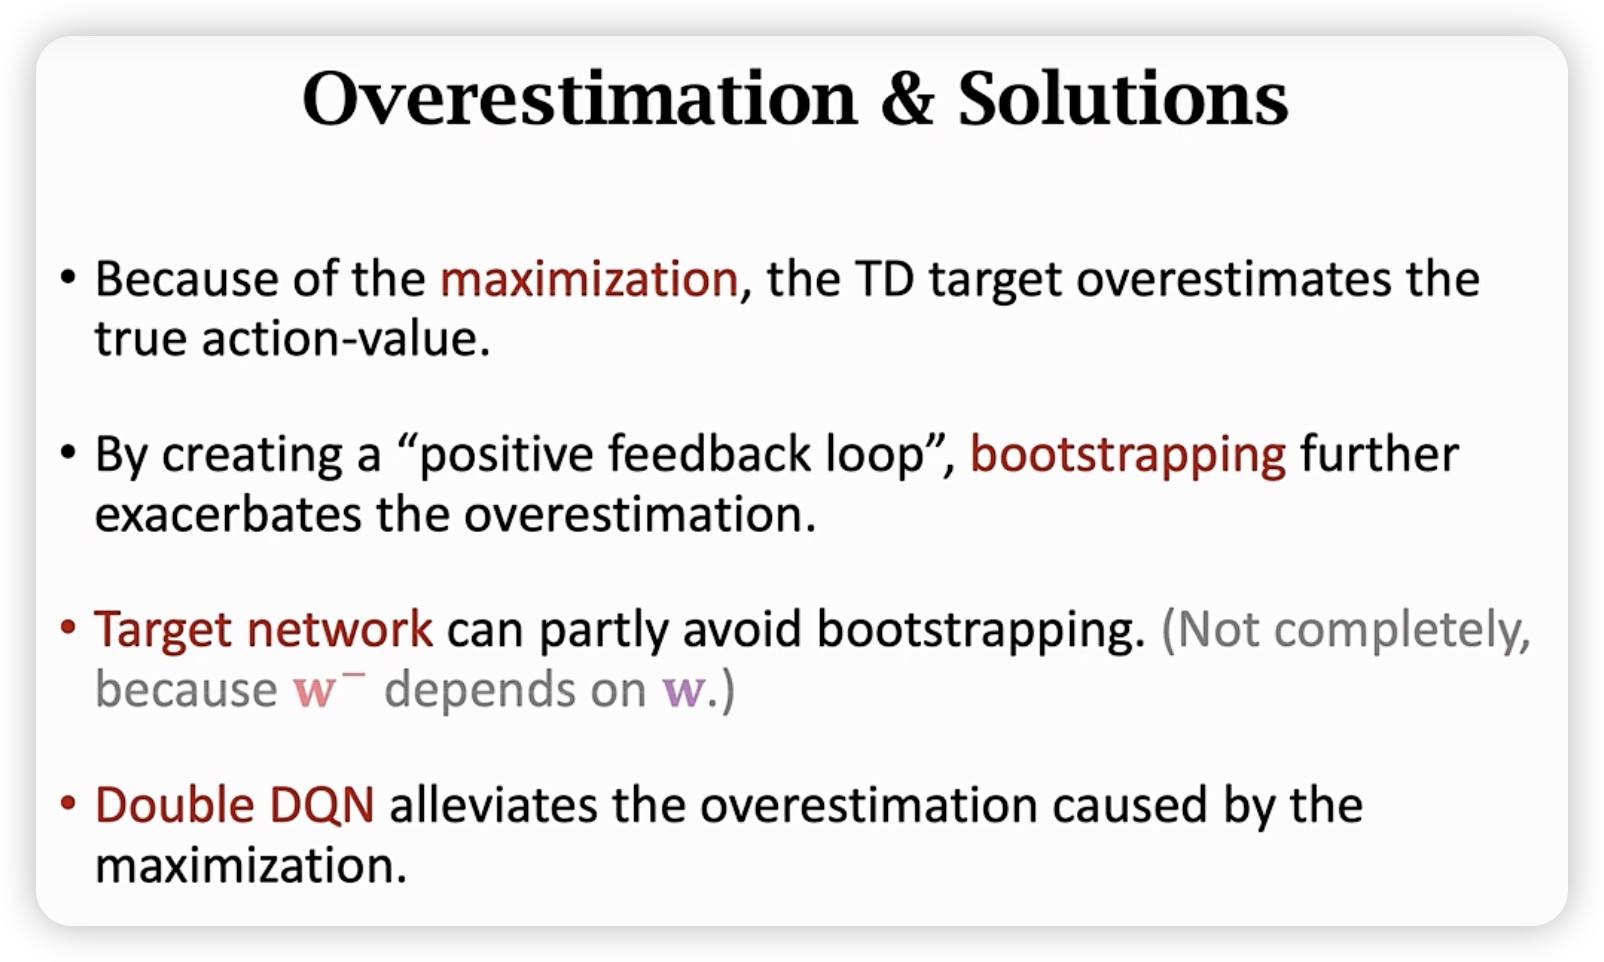 Overestimation & Solutions
• Because of the maximization, the TD target overestimates the
true action-value.
• By creating a “positive feedback loop”, bootstrapping further
exacerbates the overestimation.
• Target network can partly avoid bootstrapping. (Not completely,
because w⁻ depends on w.)
• Double DQN alleviates the overestimation caused by the
maximization.